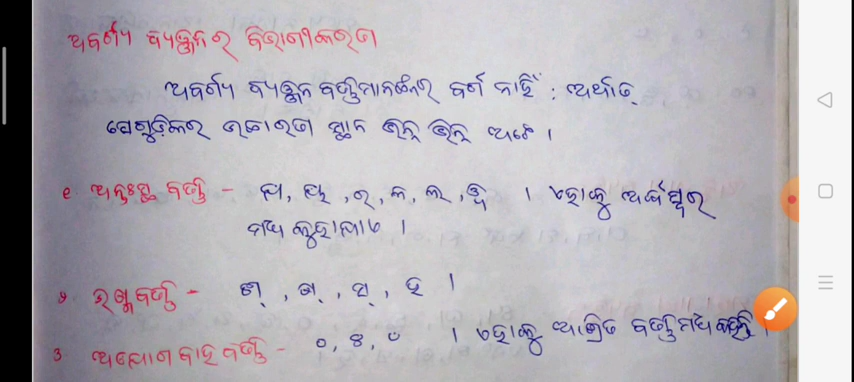 ଅବର୍ଗ୍ୟ ବ୍ୟଞ୍ଜନର ବିଭାଗୀକରଣ
ଅବର୍ଗ୍ୟ ବ୍ୟଞ୍ଜନ ବର୍ଣ୍ଣମାନଙ୍କର ବର୍ଗ ନାହିଁ : ଅର୍ଥାତ୍
ସେଗୁଡ଼ିକର ଉଚ୍ଚାରଣ ସ୍ଥାନ ଭିନ୍ନ ଭିନ୍ନ ଅଟେ ।
୧ ଅନ୍ତଃସ୍ଥ ବର୍ଣ୍ଣ - ଯ, ୟ, ର, ଳ, ଲ, ୱ । ଏହାକୁ ଅର୍ଦ୍ଧସ୍ୱର
ମଧ୍ୟ କୁହାଯାଏ ।
୨ ଉଷ୍ମ ବର୍ଣ୍ଣ - ଶ୍, ଷ୍, ସ୍, ହ ।
୩ ଅଯୋଗବାହ ବର୍ଣ୍ଣ - ଂ, ଃ, ଁ । ଏହାକୁ ଆଶ୍ରିତ ବର୍ଣ୍ଣ ମଧ୍ୟ କହନ୍ତି ।